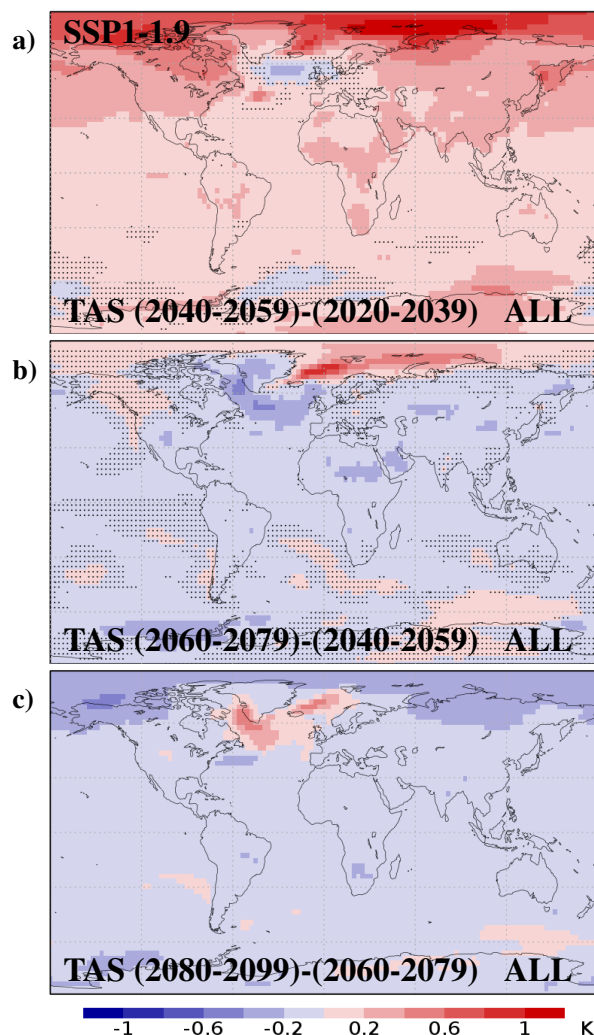 a)
SSP1-1.9
TAS (2040-2059)-(2020-2039) ALL
b)
TAS (2060-2079)-(2040-2059) ALL
c)
TAS (2080-2099)-(2060-2079) ALL
-1 -0.6 -0.2 0.2 0.6 1 K